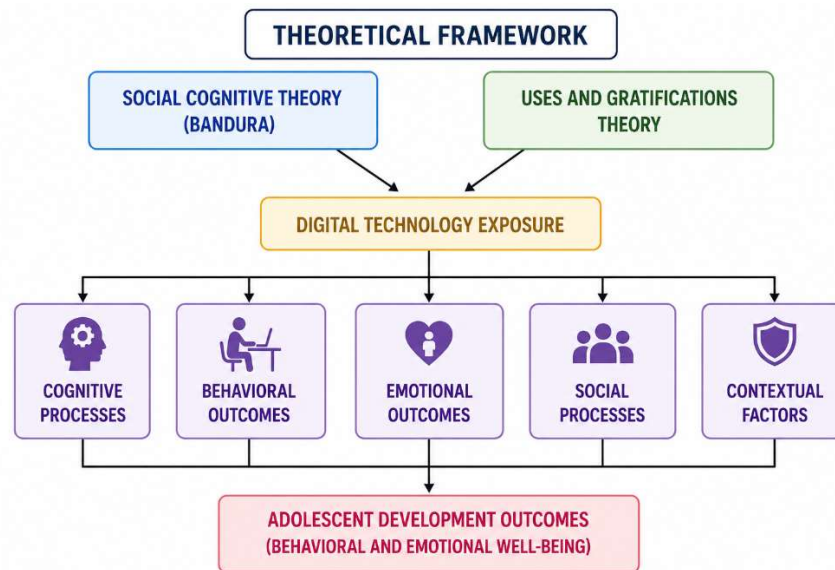 THEORETICAL FRAMEWORK
SOCIAL COGNITIVE THEORY
(BANDURA)
USES AND GRATIFICATIONS
THEORY
DIGITAL TECHNOLOGY EXPOSURE
COGNITIVE
PROCESSES
BEHAVIORAL
OUTCOMES
EMOTIONAL
OUTCOMES
SOCIAL
PROCESSES
CONTEXTUAL
FACTORS
ADOLESCENT DEVELOPMENT OUTCOMES
(BEHAVIORAL AND EMOTIONAL WELL-BEING)